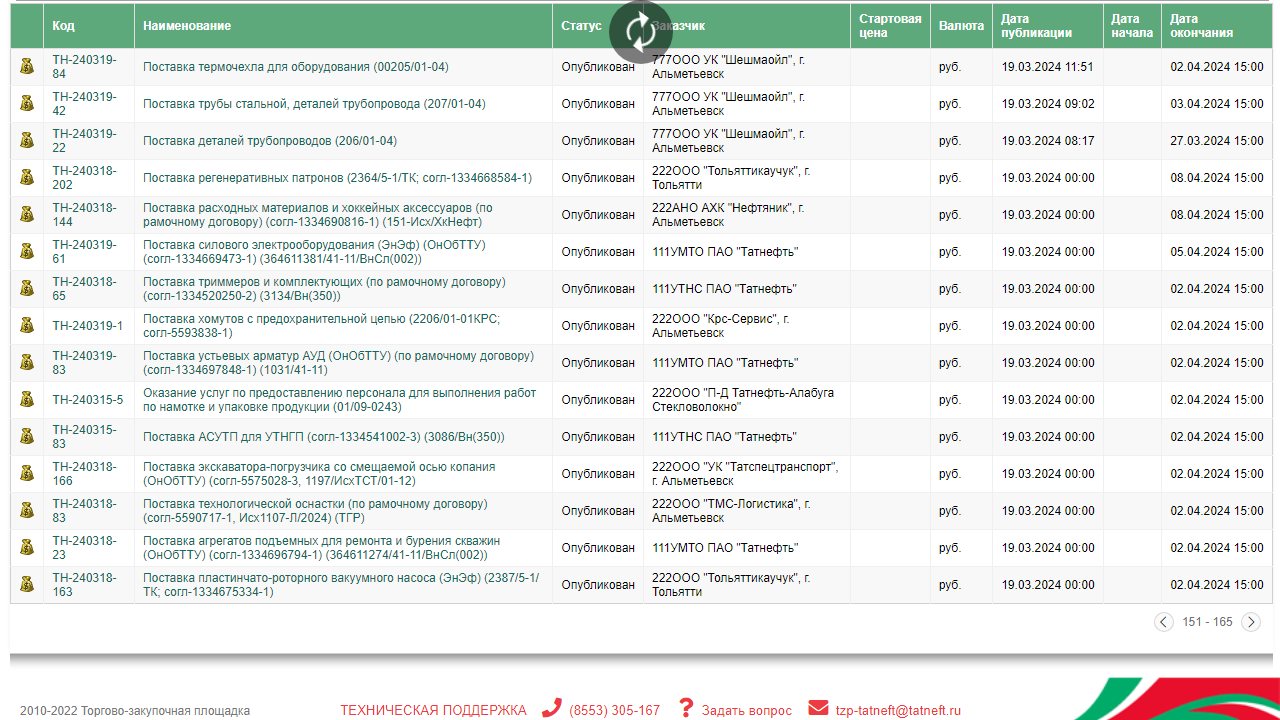 Код Наименование Статус Заказчик Стартовая цена Валюта Дата публикации Дата начала Дата окончания
ТН-240319-84 Поставка термочехла для оборудования (00205/01-04) Опубликован 777ООО УК "Шешмаойл", г. Альметьевск руб. 19.03.2024 11:51 02.04.2024 15:00
ТН-240319-42 Поставка трубы стальной, деталей трубопровода (207/01-04) Опубликован 777ООО УК "Шешмаойл", г. Альметьевск руб. 19.03.2024 09:02 03.04.2024 15:00
ТН-240319-22 Поставка деталей трубопроводов (206/01-04) Опубликован 777ООО УК "Шешмаойл", г. Альметьевск руб. 19.03.2024 08:17 27.03.2024 15:00
ТН-240318-202 Поставка регенеративных патронов (2364/5-1/ТК; согл-1334668584-1) Опубликован 222ООО "Тольяттикаучук", г. Тольятти руб. 19.03.2024 00:00 08.04.2024 15:00
ТН-240318-144 Поставка расходных материалов и хоккейных аксессуаров (по рамочному договору) (согл-1334690816-1) (151-Исх/ХкНефт) Опубликован 222АНО АХК "Нефтяник", г. Альметьевск руб. 19.03.2024 00:00 08.04.2024 15:00
ТН-240319-61 Поставка силового электрооборудования (ЭнЭф) (ОнОбТТУ) (согл-1334669473-1) (364611381/41-11/ВнСл(002)) Опубликован 111УМТО ПАО "Татнефть" руб. 19.03.2024 00:00 05.04.2024 15:00
ТН-240318-65 Поставка триммеров и комплектующих (по рамочному договору) (согл-1334520250-2) (3134/Вн(350)) Опубликован 111УТНС ПАО "Татнефть" руб. 19.03.2024 00:00 02.04.2024 15:00
ТН-240319-1 Поставка хомутов с предохранительной цепью (2206/01-01КРС; согл-5593838-1) Опубликован 222ООО "Крс-Сервис", г. Альметьевск руб. 19.03.2024 00:00 02.04.2024 15:00
ТН-240319-83 Поставка устьевых арматур АУД (ОнОбТТУ) (по рамочному договору) (согл-1334697848-1) (1031/41-11) Опубликован 111УМТО ПАО "Татнефть" руб. 19.03.2024 00:00 02.04.2024 15:00
ТН-240315-5 Оказание услуг по предоставлению персонала для выполнения работ по намотке и упаковке продукции (01/09-0243) Опубликован 222ООО "П-Д Татнефть-Алабуга Стекловолокно" руб. 19.03.2024 00:00 02.04.2024 15:00
ТН-240315-83 Поставка АСУТП для УТНГП (согл-1334541002-3) (3086/Вн(350)) Опубликован 111УТНС ПАО "Татнефть" руб. 19.03.2024 00:00 02.04.2024 15:00
ТН-240318-166 Поставка экскаватора-погрузчика со смещаемой осью копания (ОнОбТТУ) (согл-5575028-3, 1197/ИсхТСТ/01-12) Опубликован 222ООО "УК "Татспецтранспорт", г. Альметьевск руб. 19.03.2024 00:00 02.04.2024 15:00
ТН-240318-83 Поставка технологической оснастки (по рамочному договору) (согл-5590717-1, Исх1107-Л/2024) (ТГР) Опубликован 222ООО "ТМС-Логистика", г. Альметьевск руб. 19.03.2024 00:00 02.04.2024 15:00
ТН-240318-23 Поставка агрегатов подъемных для ремонта и бурения скважин (ОнОбТТУ) (согл-1334696794-1) (364611274/41-11/ВнСл(002)) Опубликован 111УМТО ПАО "Татнефть" руб. 19.03.2024 00:00 02.04.2024 15:00
ТН-240318-163 Поставка пластинчато-роторного вакуумного насоса (ЭнЭф) (2387/5-1/ТК; согл-1334675334-1) Опубликован 222ООО "Тольяттикаучук", г. Тольятти руб. 19.03.2024 00:00 02.04.2024 15:00
151 - 165
2010-2022 Торгово-закупочная площадка ТЕХНИЧЕСКАЯ ПОДДЕРЖКА (8553) 305-167 Задать вопрос tzp-tatneft@tatneft.ru